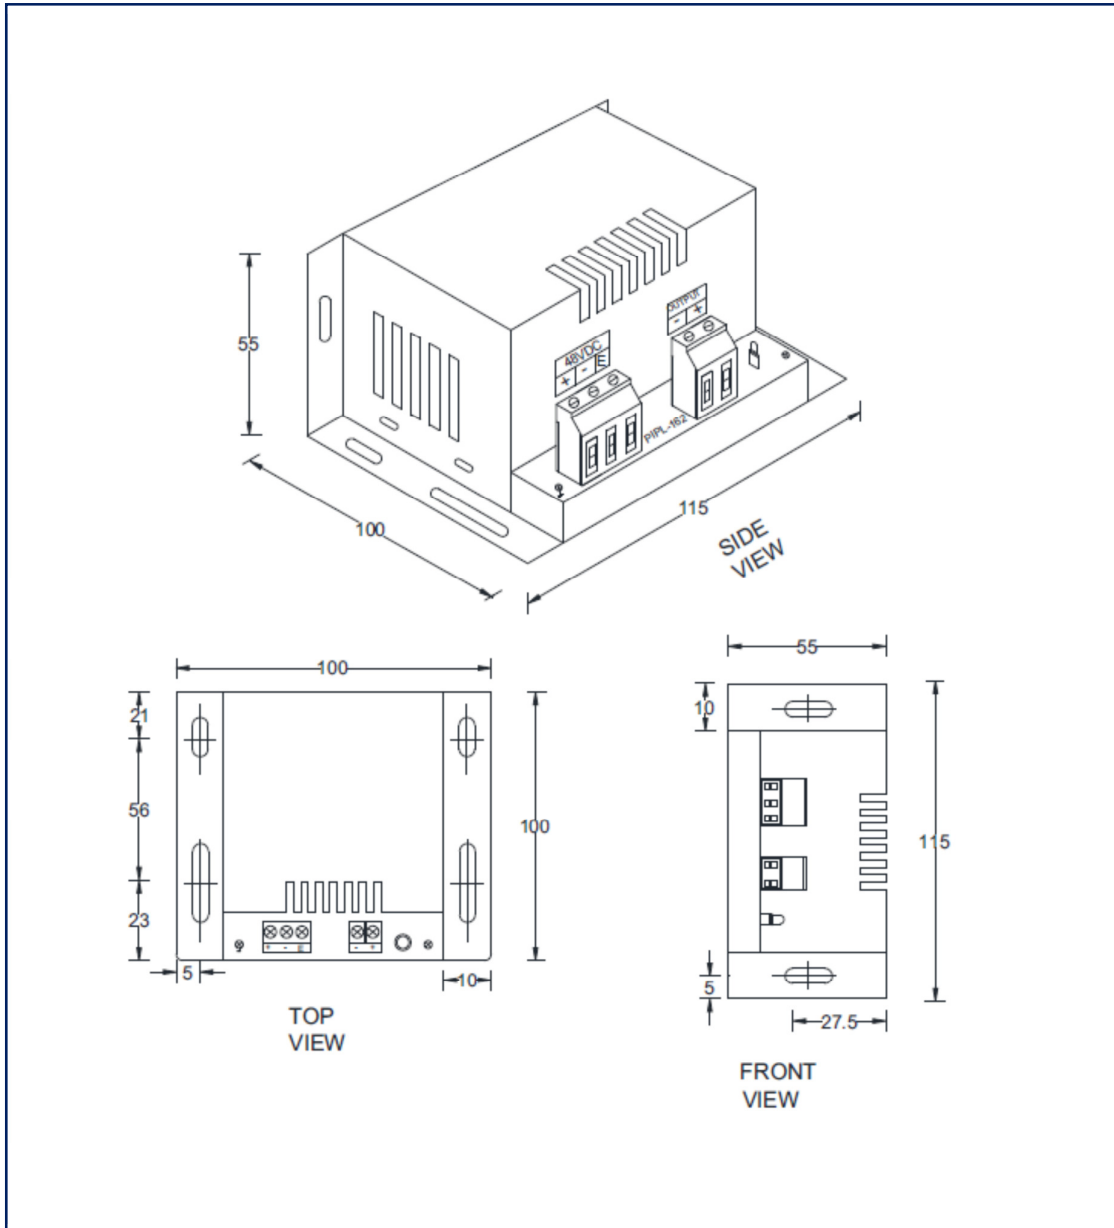 55
100
115
48VDC
+ - E
OUTPUT
- +
PIPL-162
SIDE
VIEW
100
21
56
23
100
+ - E
- +
5
10
TOP
VIEW
55
10
115
5
27.5
FRONT
VIEW